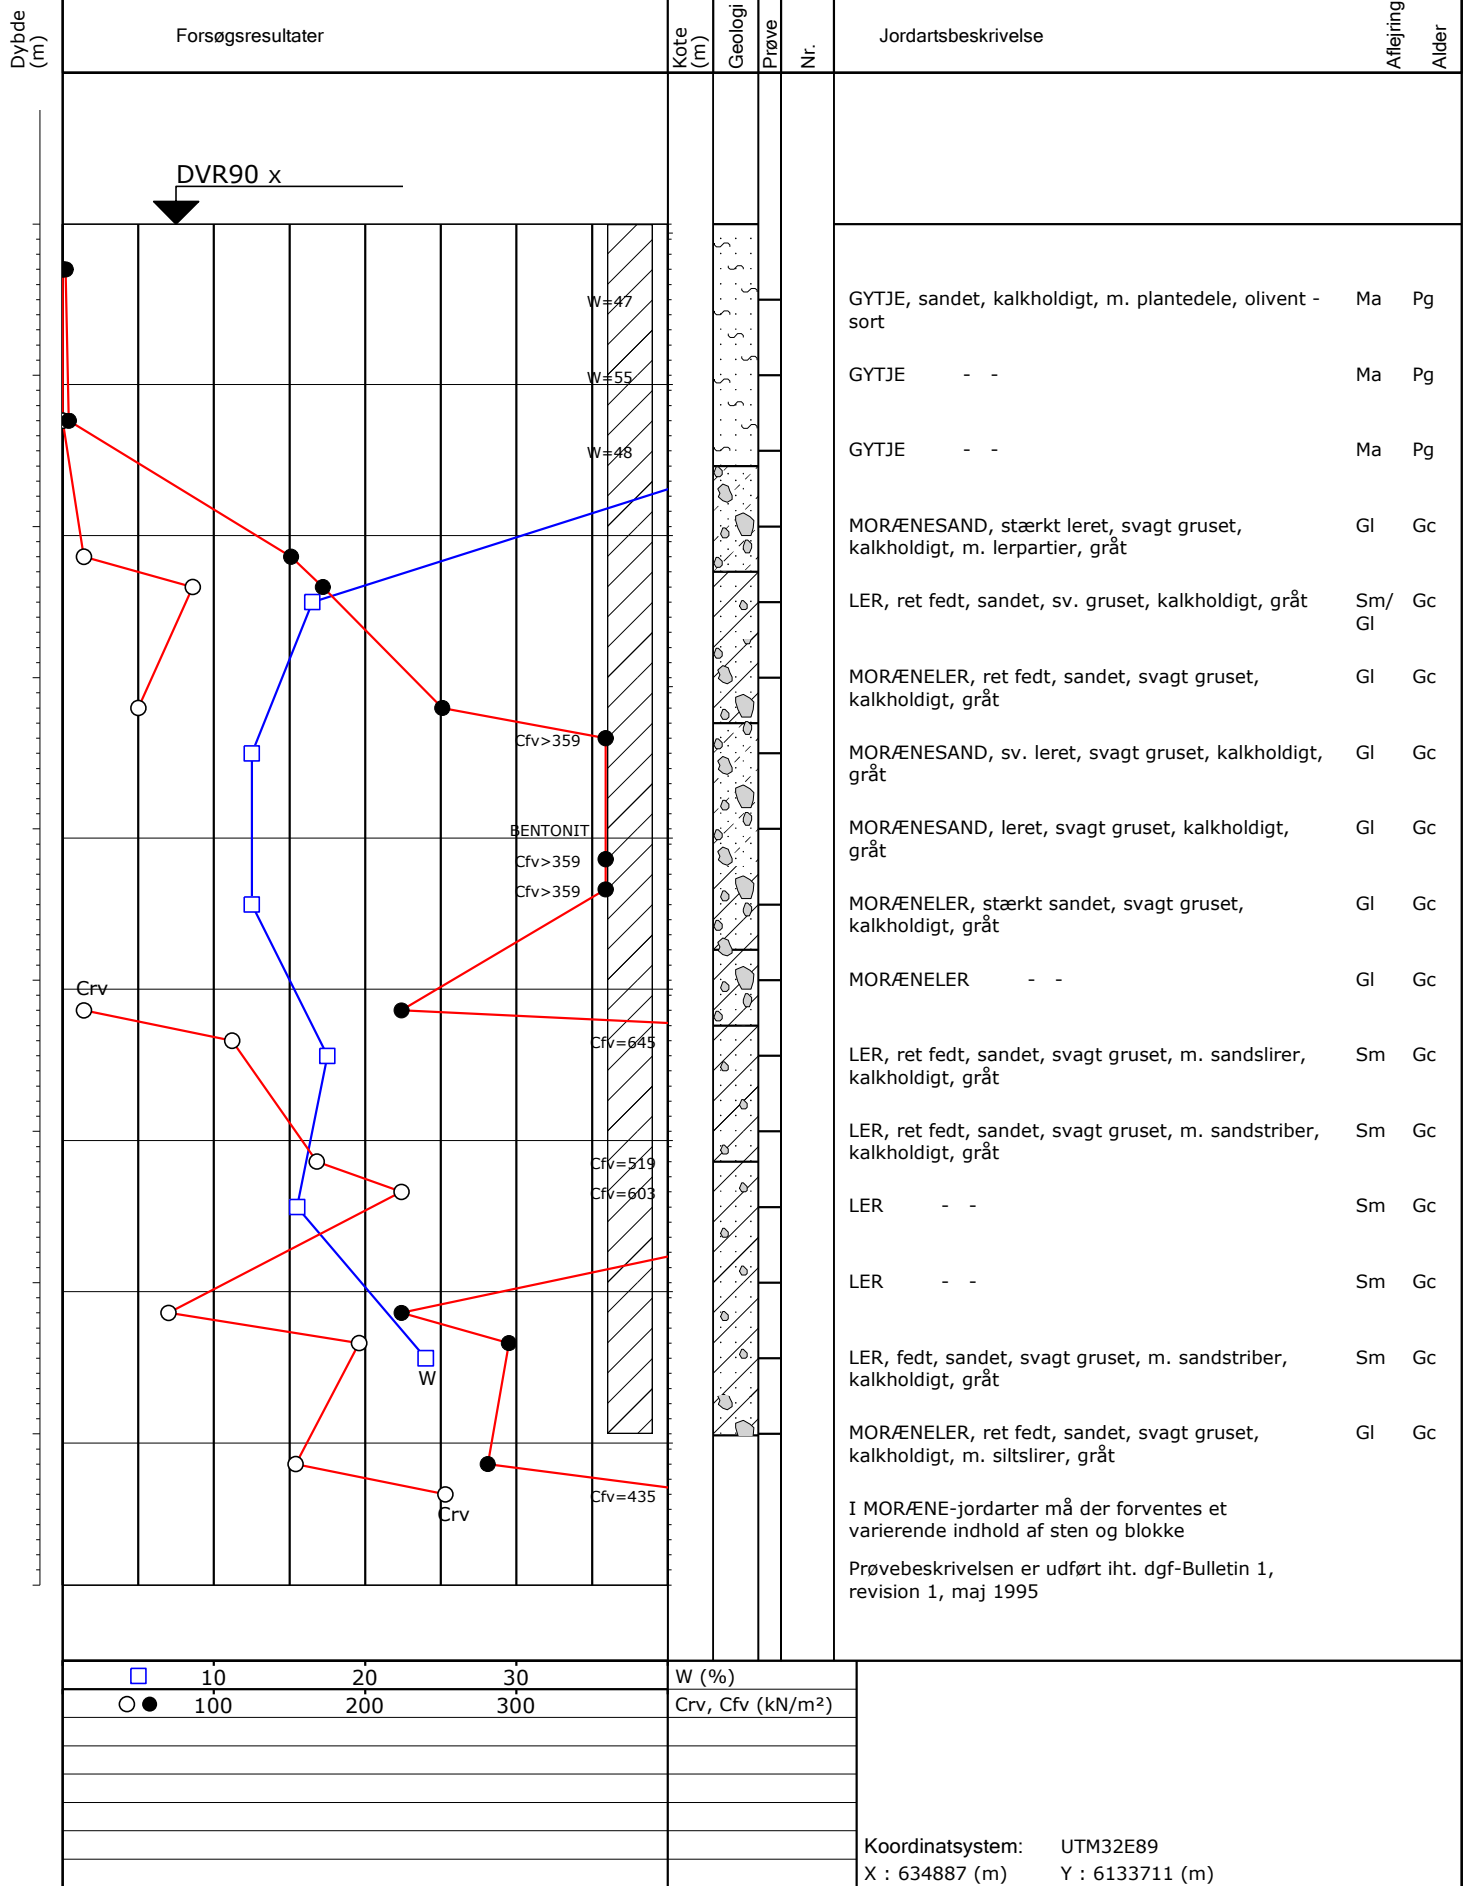 Dybde
(m)
Forsøgsresultater
Kote
(m)
Geologi
Prøve
Nr.
Jordartsbeskrivelse
Aflejring
Alder
DVR90 x
W=47
GYTJE, sandet, kalkholdigt, m. plantedele, olivent - Ma Pg
sort
W=55
GYTJE - - Ma Pg
W=48
GYTJE - - Ma Pg
MORÆNESAND, stærkt leret, svagt gruset, Gl Gc
kalkholdigt, m. lerpartier, gråt
LER, ret fedt, sandet, sv. gruset, kalkholdigt, gråt Sm/ Gc
Gl
MORÆNELER, ret fedt, sandet, svagt gruset, Gl Gc
kalkholdigt, gråt
Cfv>359
MORÆNESAND, sv. leret, svagt gruset, kalkholdigt, Gl Gc
gråt
BENTONIT
MORÆNESAND, leret, svagt gruset, kalkholdigt, Gl Gc
gråt
Cfv>359
Cfv>359
MORÆNELER, stærkt sandet, svagt gruset, Gl Gc
kalkholdigt, gråt
MORÆNELER - - Gl Gc
Crv
Cfv=645
LER, ret fedt, sandet, svagt gruset, m. sandslirer, Sm Gc
kalkholdigt, gråt
LER, ret fedt, sandet, svagt gruset, m. sandstriber, Sm Gc
kalkholdigt, gråt
Cfv=519
Cfv=603
LER - - Sm Gc
LER - - Sm Gc
LER, fedt, sandet, svagt gruset, m. sandstriber, Sm Gc
kalkholdigt, gråt
W
MORÆNELER, ret fedt, sandet, svagt gruset, Gl Gc
kalkholdigt, m. siltslirer, gråt
Cfv=435
Crv
I MORÆNE-jordarter må der forventes et
varierende indhold af sten og blokke
Prøvebeskrivelsen er udført iht. dgf-Bulletin 1,
revision 1, maj 1995
10 20 30 W (%)
100 200 300 Crv, Cfv (kN/m²)
Koordinatsystem: UTM32E89
X : 634887 (m) Y : 6133711 (m)